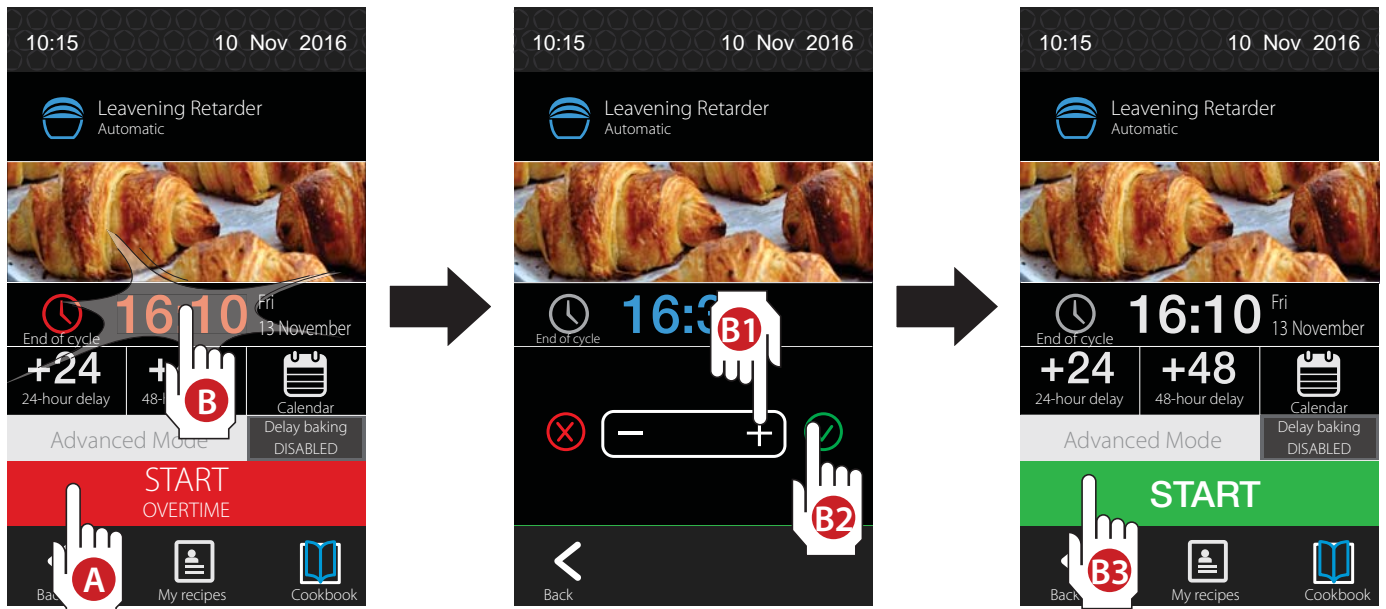 10:15 10 Nov 2016
Leavening Retarder
Automatic
End of cycle
16:10
Fri
13 November
+24
24-hour delay
48-h
Calendar
Advanced Mode
Delay baking
DISABLED
START
OVERTIME
Back
My recipes
Cookbook
A
B
10:15 10 Nov 2016
Leavening Retarder
Automatic
End of cycle
16:3
B1
− +
B2
Back
10:15 10 Nov 2016
Leavening Retarder
Automatic
End of cycle
16:10
Fri
13 November
+24
24-hour delay
+48
48-hour delay
Calendar
Advanced Mode
Delay baking
DISABLED
START
Back
My recipes
Cookbook
B3